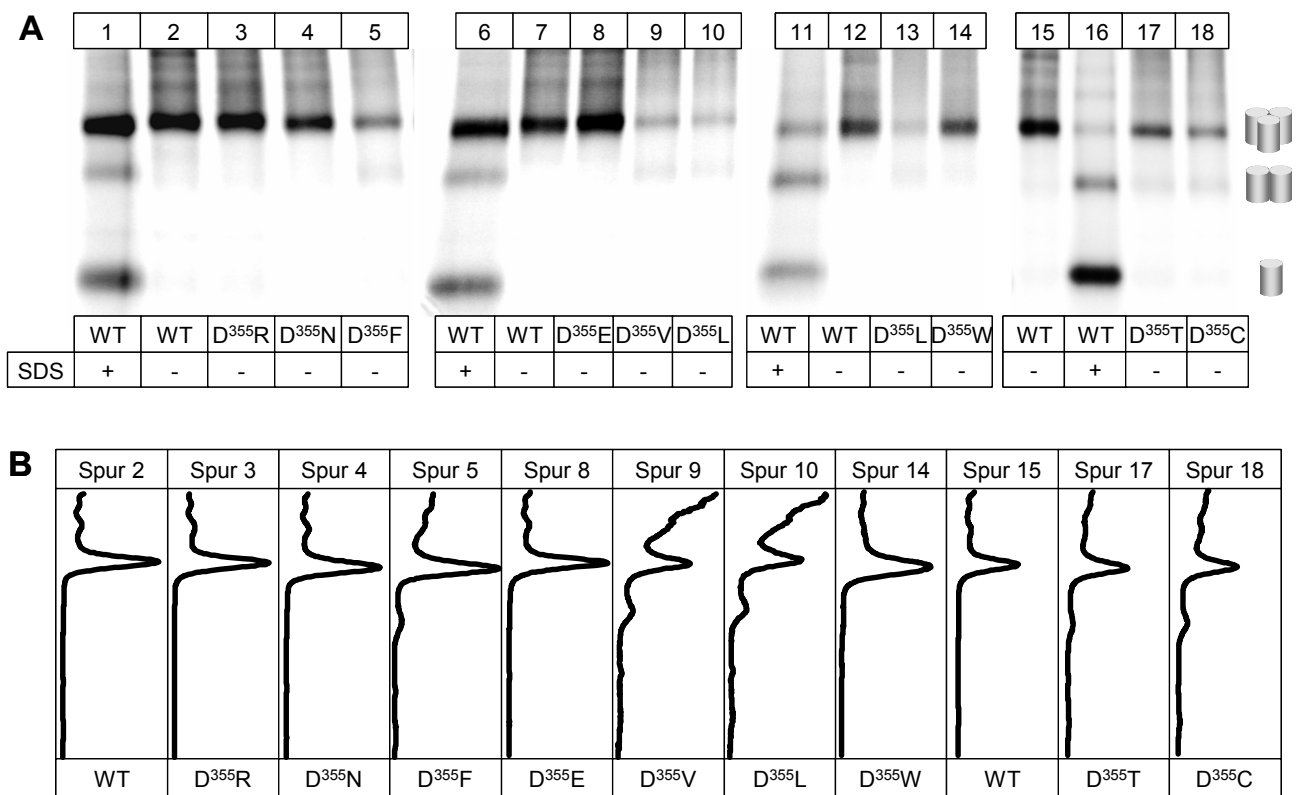 A
1 2 3 4 5 6 7 8 9 10 11 12 13 14 15 16 17 18
WT WT D³⁵⁵R D³⁵⁵N D³⁵⁵F WT WT D³⁵⁵E D³⁵⁵V D³⁵⁵L WT WT D³⁵⁵L D³⁵⁵W WT WT D³⁵⁵T D³⁵⁵C
SDS + - - - - + - - - - + - - - - + - -
B
Spur 2 Spur 3 Spur 4 Spur 5 Spur 8 Spur 9 Spur 10 Spur 14 Spur 15 Spur 17 Spur 18
WT D³⁵⁵R D³⁵⁵N D³⁵⁵F D³⁵⁵E D³⁵⁵V D³⁵⁵L D³⁵⁵W WT D³⁵⁵T D³⁵⁵C